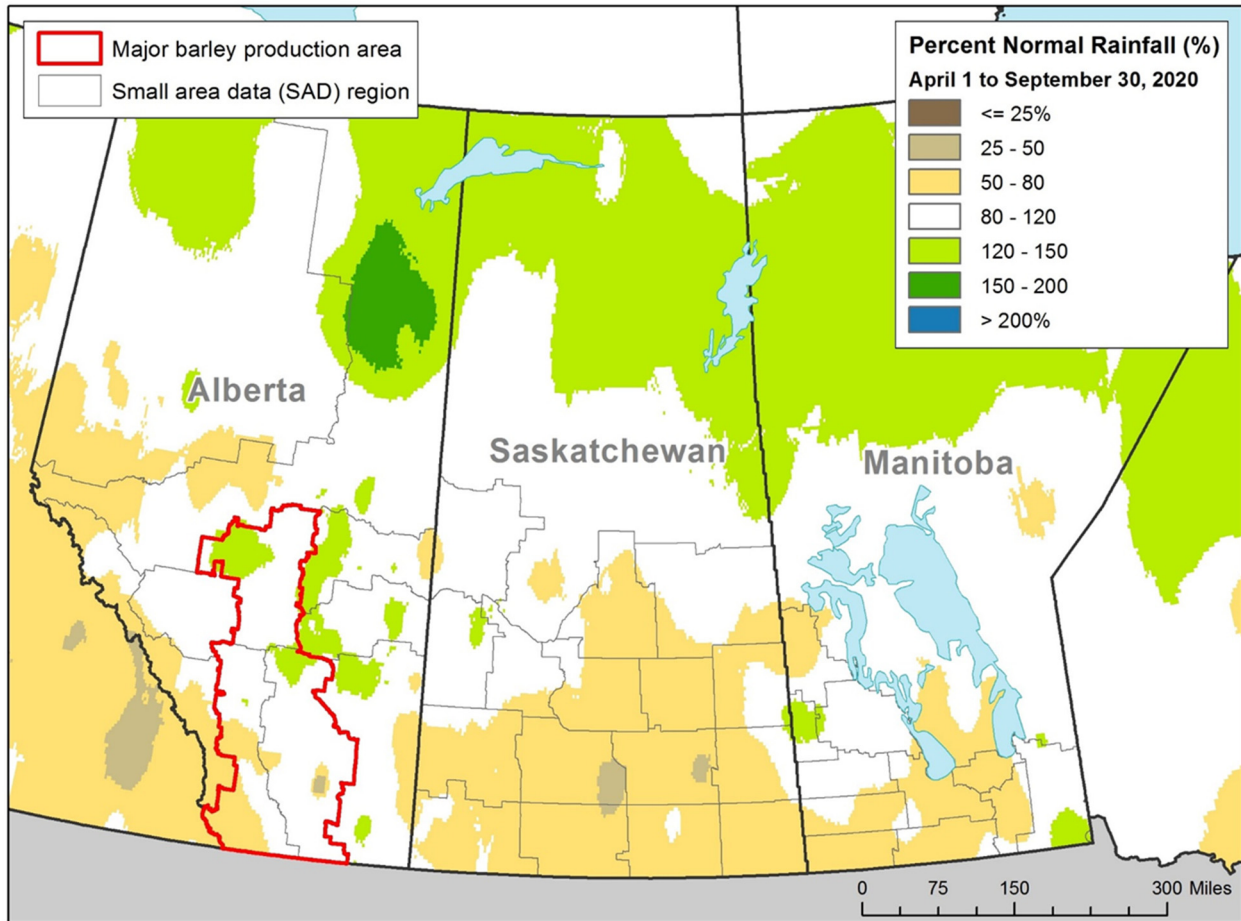 Major barley production area
Small area data (SAD) region
Percent Normal Rainfall (%)
April 1 to September 30, 2020
<= 25%
25 - 50
50 - 80
80 - 120
120 - 150
150 - 200
> 200%
Alberta
Saskatchewan
Manitoba
0 75 150 300 Miles